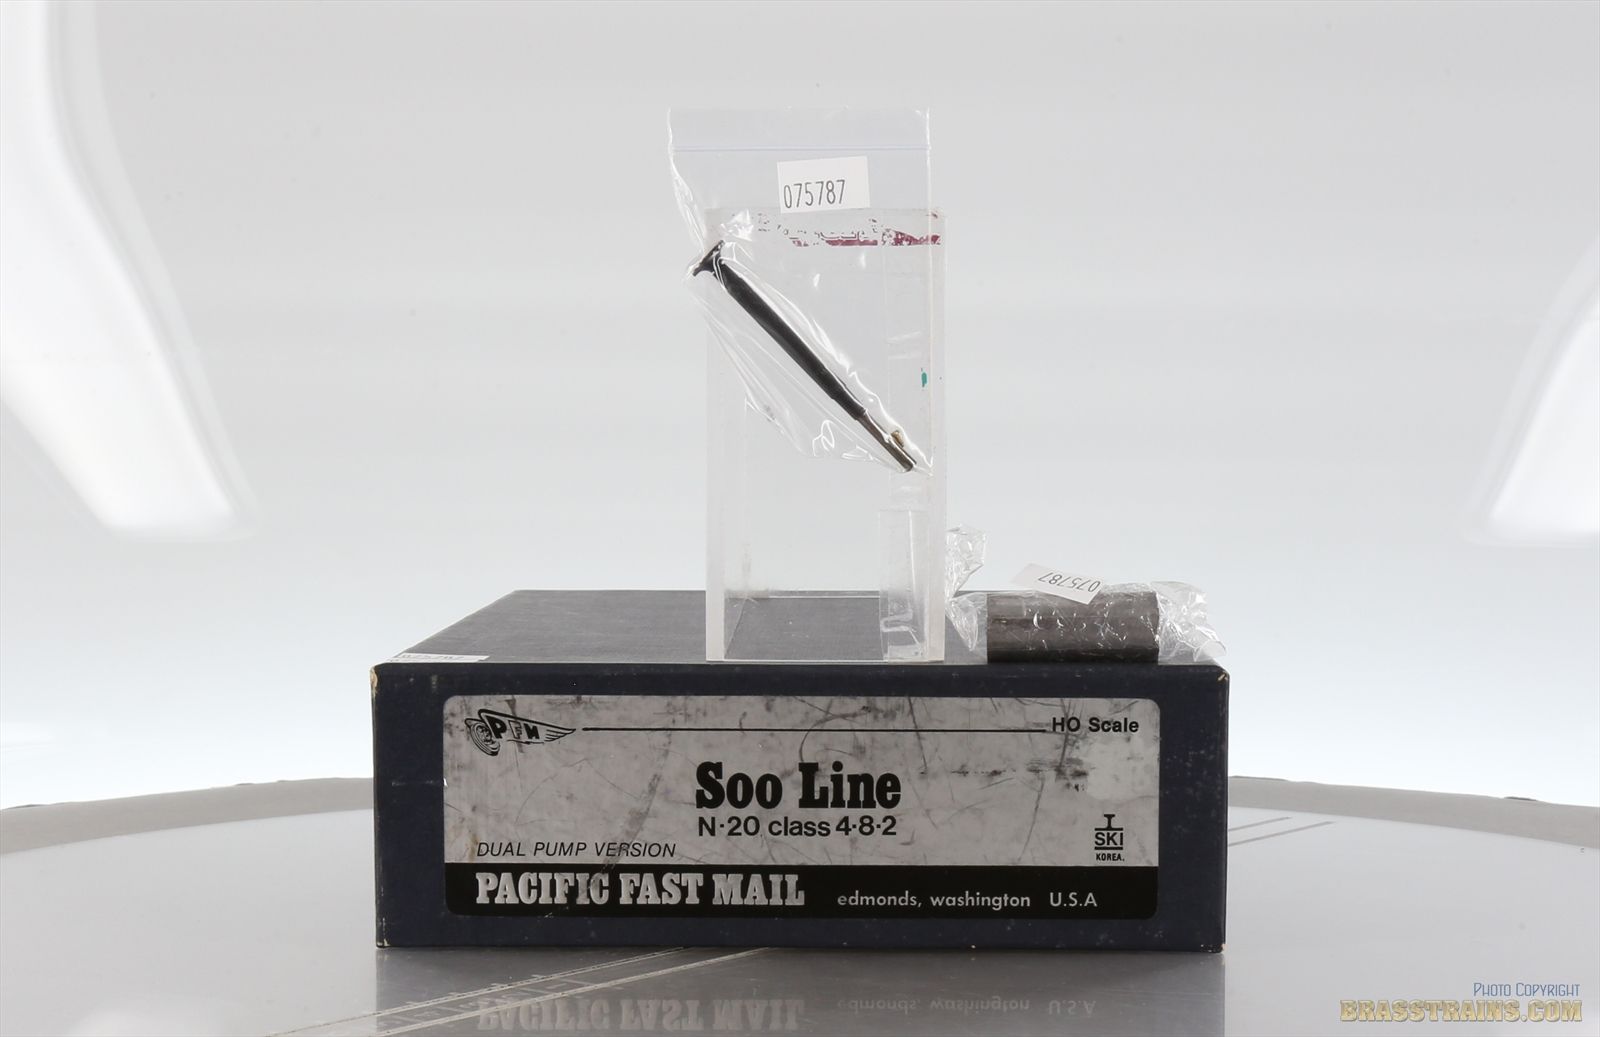 075787
075787
075787
PFM
HO Scale
Soo Line
N·20 class 4·8·2
DUAL PUMP VERSION
SKI
KOREA.
PACIFIC FAST MAIL
edmonds, washington U.S.A
PHOTO COPYRIGHT
BRASSTRAINS.COM